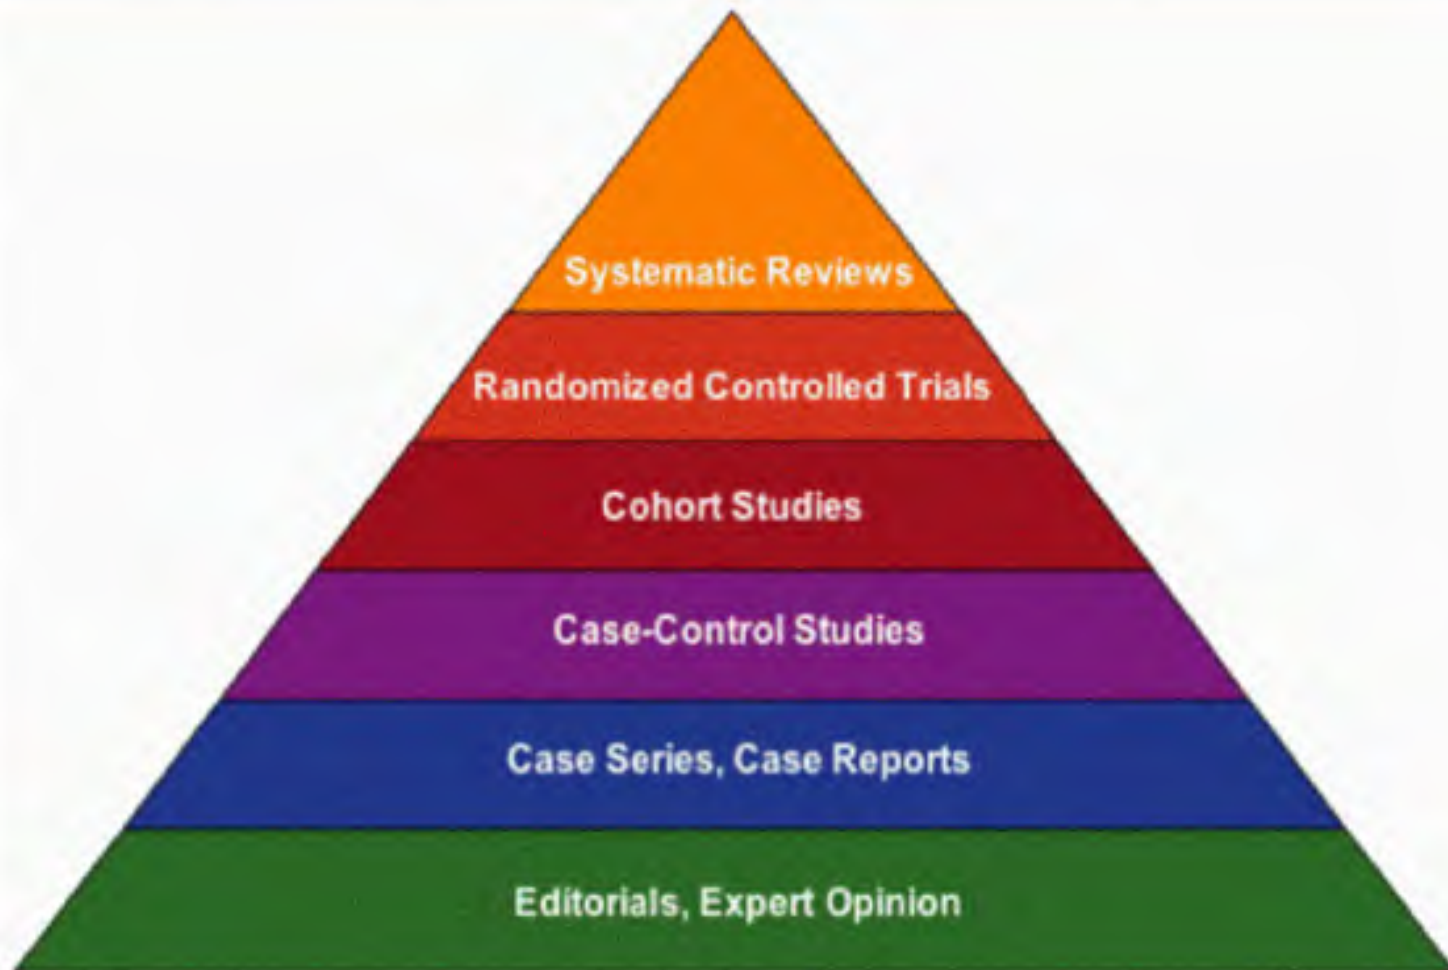 Systematic Reviews
Randomized Controlled Trials
Cohort Studies
Case-Control Studies
Case Series, Case Reports
Editorials, Expert Opinion